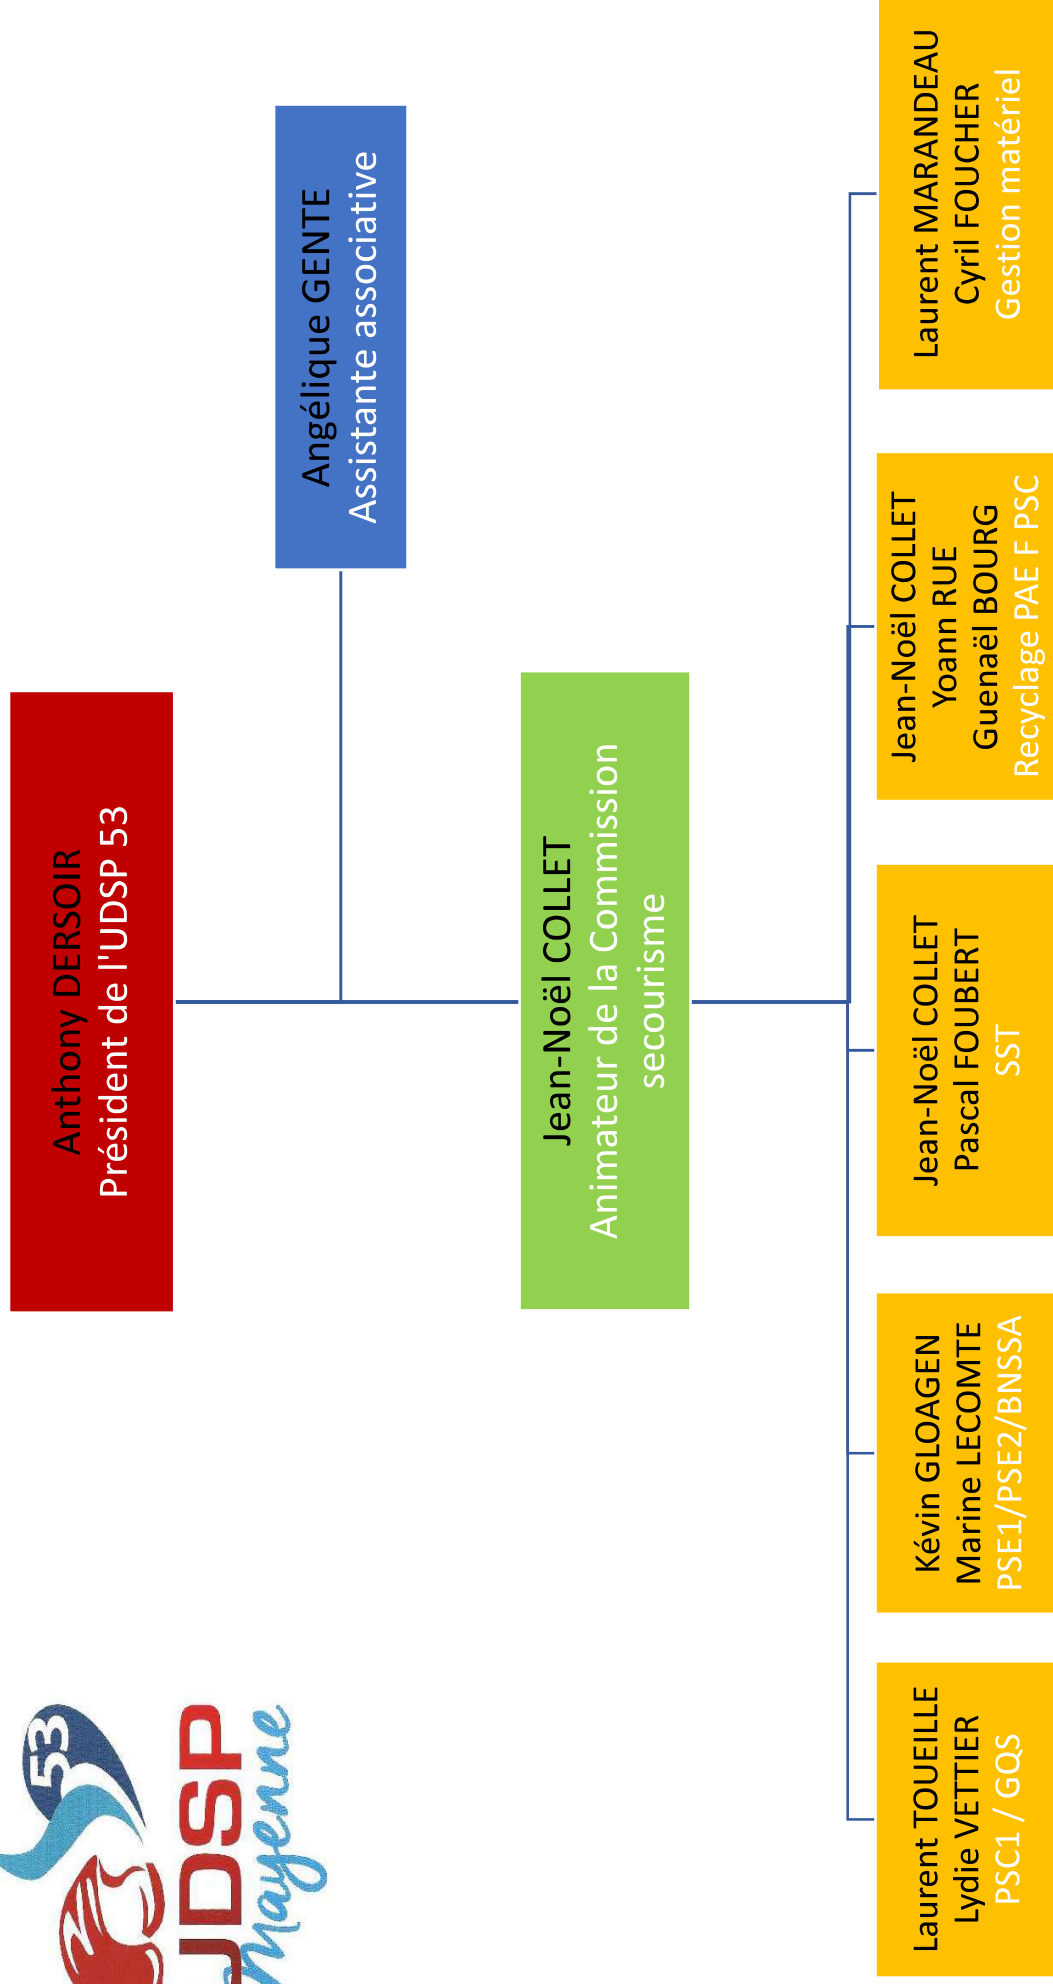 53
UDSP
Mayenne
Anthony DERSOIR
Président de l'UDSP 53
Angélique GENTE
Assistante associative
Jean-Noël COLLET
Animateur de la Commission
secourisme
Laurent TOUEILLE
Lydie VETTIER
PSC1 / GQS
Kévin GLOAGEN
Marine LECOMTE
PSE1/PSE2/BNSSA
Jean-Noël COLLET
Pascal FOUBERT
SST
Jean-Noël COLLET
Yoann RUE
Guenaël BOURG
Recyclage PAE F PSC
Laurent MARANDEAU
Cyril FOUCHER
Gestion matériel